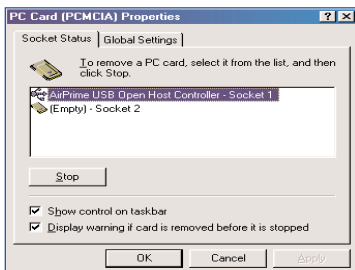 PC Card (PCMCIA) Properties
Socket Status
Global Settings
To remove a PC card, select it from the list, and then
click Stop.
AirPrime USB Open Host Controller - Socket 1
(Empty) - Socket 2
Stop
Show control on taskbar
Display warning if card is removed before it is stopped
OK
Cancel
Apply